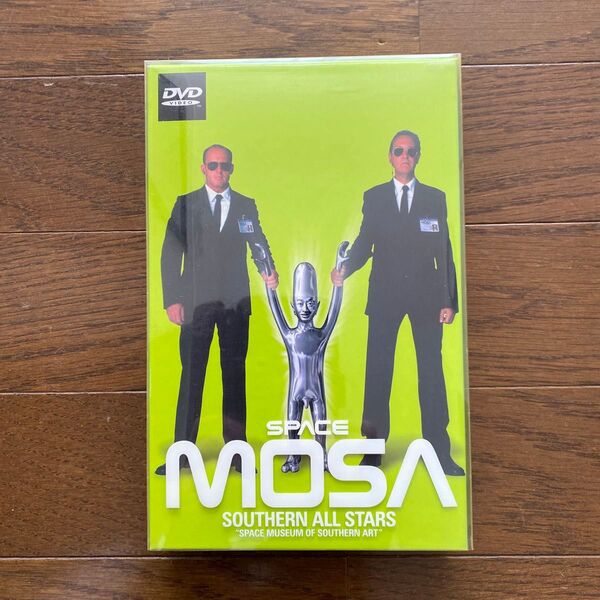 DVD
VIDEO
SPACE
MOSA
SOUTHERN ALL STARS
"SPACE MUSEUM OF SOUTHERN ART"